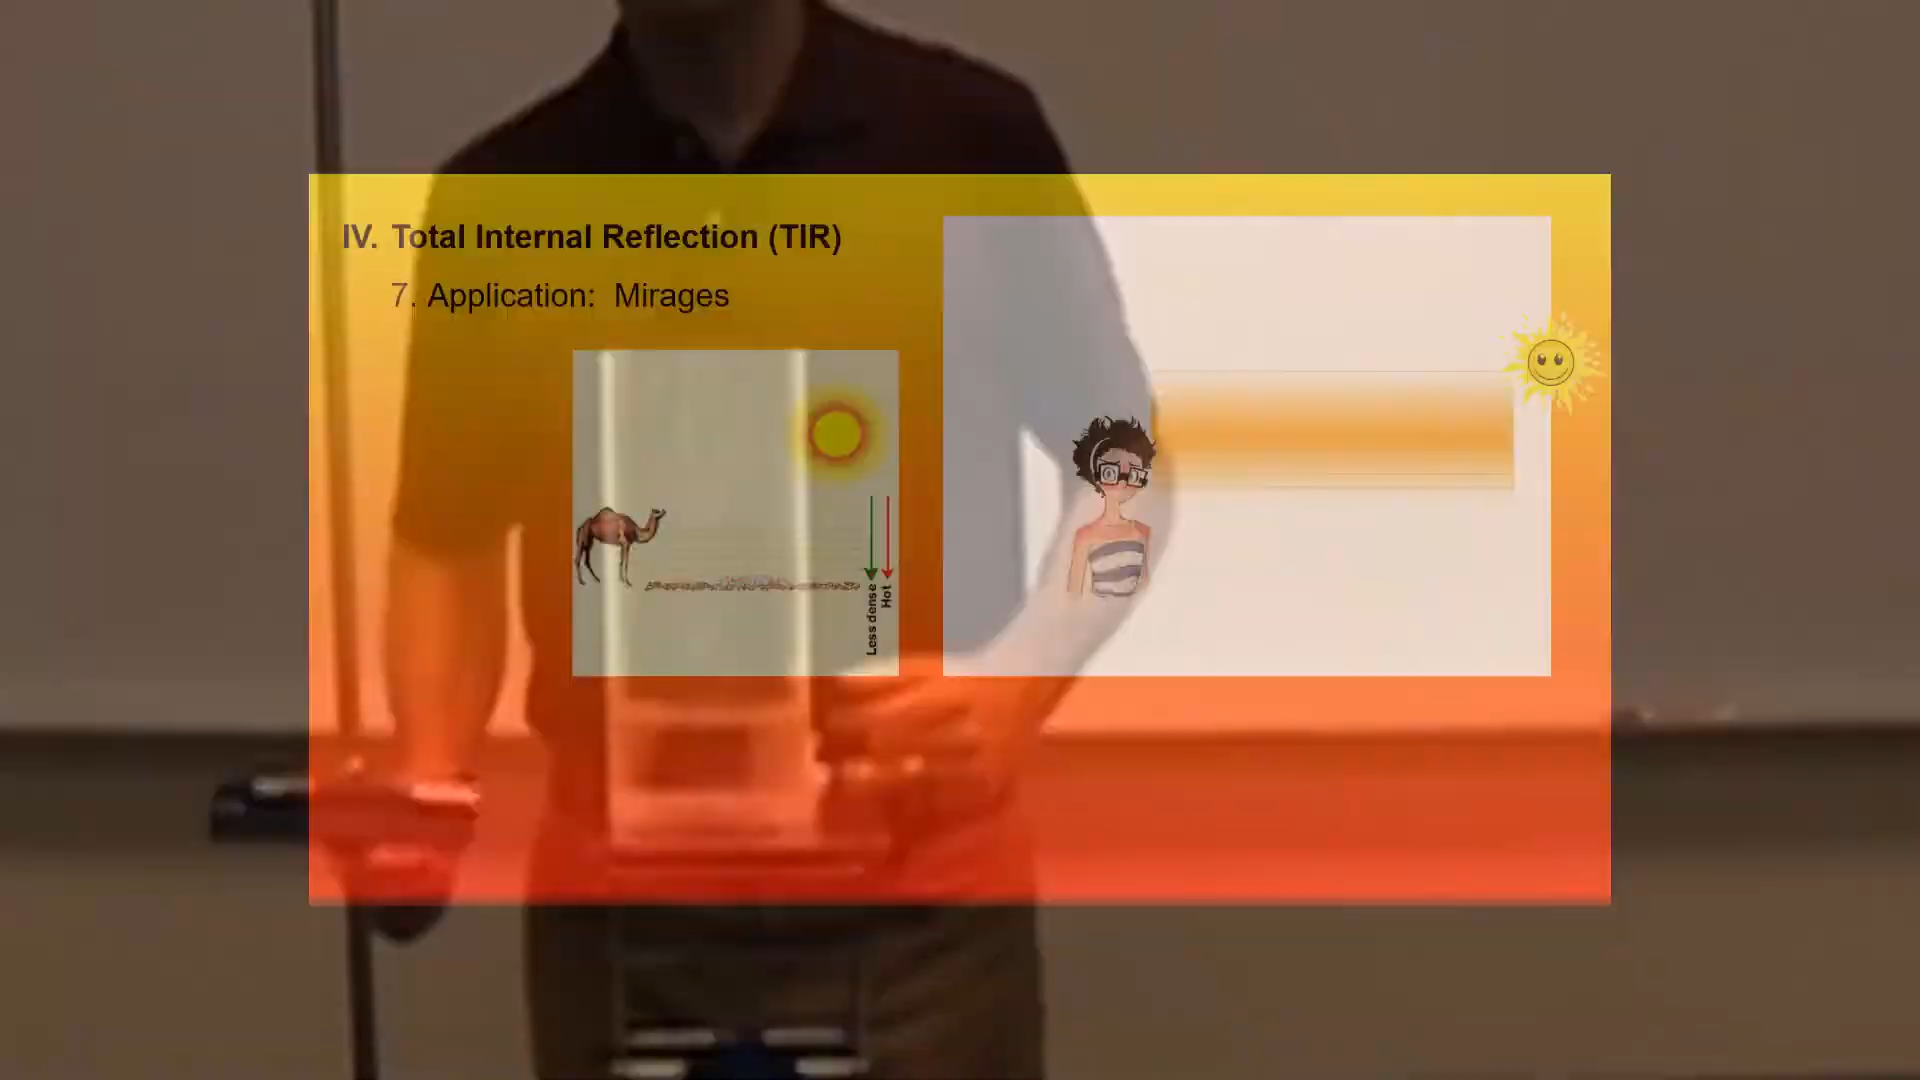 IV. Total Internal Reflection (TIR)
7. Application: Mirages
Less dense
Hot